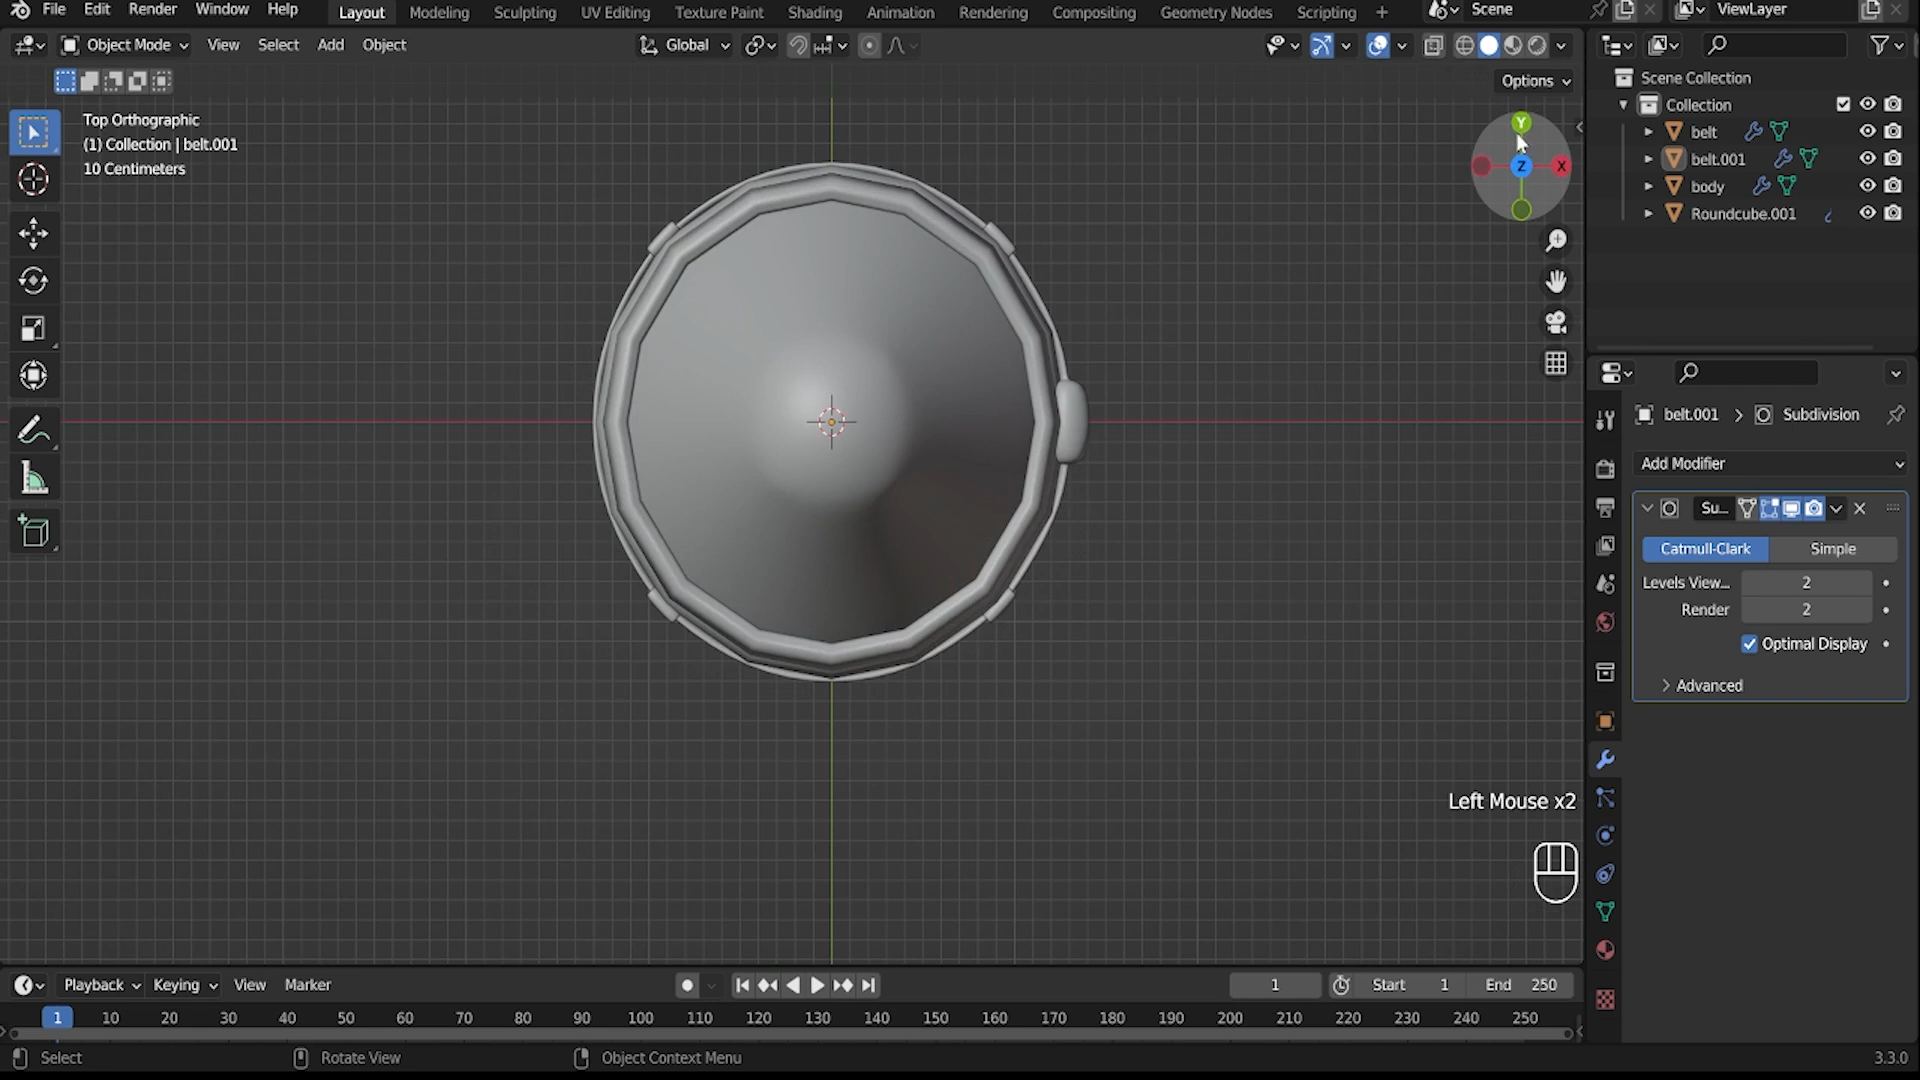 File Edit Render Window Help Layout Modeling Sculpting UV Editing Texture Paint Shading Animation Rendering Compositing Geometry Nodes Scripting + Scene ViewLayer
Object Mode View Select Add Object Global
Options
Top Orthographic
(1) Collection | belt.001
10 Centimeters
Y
Z
X
Scene Collection
Collection
belt
belt.001
body
Roundcube.001
belt.001 > Subdivision
Add Modifier
Su...
Catmull-Clark Simple
Levels View... 2
Render 2
Optimal Display
Advanced
Left Mouse x2
Playback Keying View Marker 1 Start 1 End 250
1 10 20 30 40 50 60 70 80 90 100 110 120 130 140 150 160 170 180 190 200 210 220 230 240 250
Select Rotate View Object Context Menu 3.3.0